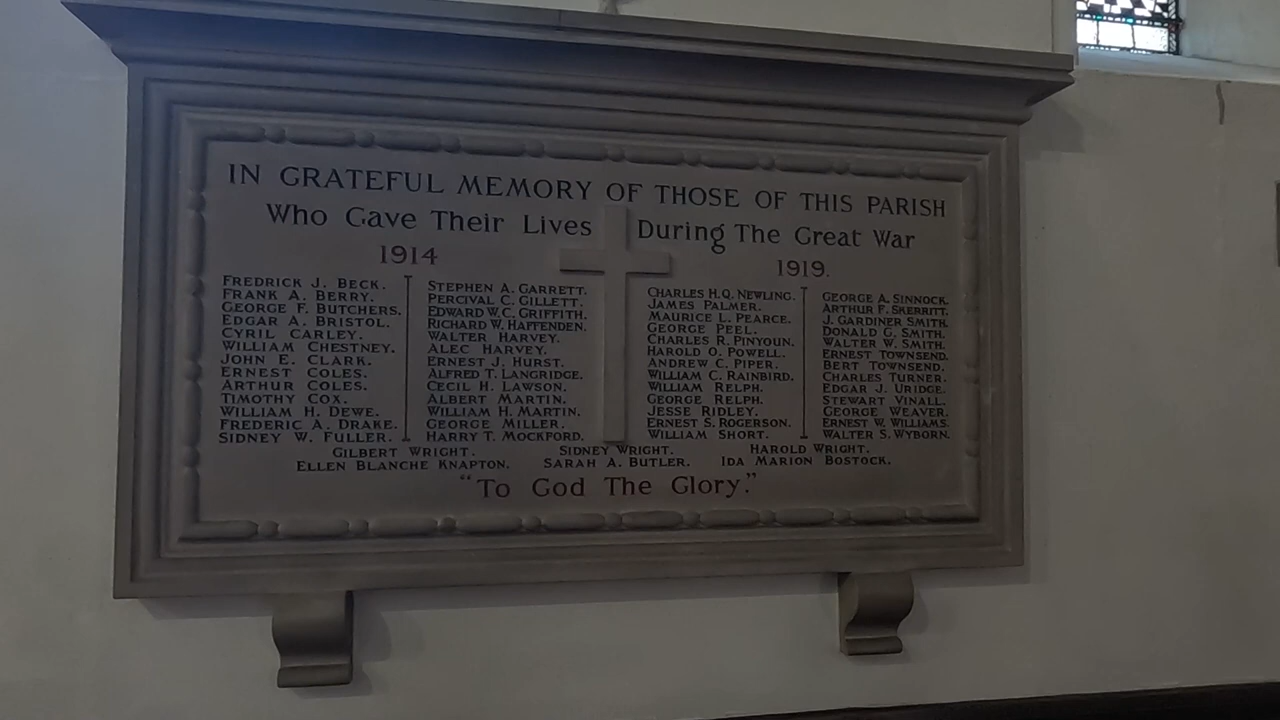 IN GRATEFUL MEMORY OF THOSE OF THIS PARISH
Who Gave Their Lives During The Great War
1914 1919.
FREDRICK J. BECK.
FRANK A. BERRY.
GEORGE F. BUTCHERS.
EDGAR A. BRISTOL.
CYRIL CARLEY.
WILLIAM CHESTNEY.
JOHN E. CLARK.
ERNEST COLES.
ARTHUR COLES.
TIMOTHY COX.
WILLIAM H. DEWE.
FREDERIC A. DRAKE.
SIDNEY W. FULLER.
STEPHEN A. GARRETT.
PERCIVAL C. GILLETT.
EDWARD W. C. GRIFFITH.
RICHARD W. HAFFENDEN.
WALTER HARVEY.
ALEC HARVEY.
ERNEST J. HURST.
ALFRED T. LANGRIDGE.
CECIL H. LAWSON.
ALBERT MARTIN.
WILLIAM H. MARTIN.
GEORGE MILLER.
HARRY T. MOCKFORD.
CHARLES H. Q. NEWLING.
JAMES PALMER.
MAURICE L. PEARCE.
GEORGE PEEL.
CHARLES R. PINYOUN.
HAROLD O. POWELL.
ANDREW C. PIPER.
WILLIAM C. RAINBIRD.
WILLIAM RELPH.
GEORGE RELPH.
JESSE RIDLEY.
ERNEST S. ROGERSON.
WILLIAM SHORT.
GEORGE A. SINNOCK.
ARTHUR F. SKERRITT.
J. GARDINER SMITH.
DONALD G. SMITH.
WALTER W. SMITH.
ERNEST TOWNSEND.
BERT TOWNSEND.
CHARLES TURNER.
EDGAR J. URIDGE.
STEWART VINALL.
GEORGE WEAVER.
ERNEST W. WILLIAMS.
WALTER S. WYBORN.
GILBERT WRIGHT. SIDNEY WRIGHT. HAROLD WRIGHT.
ELLEN BLANCHE KNAPTON. SARAH A. BUTLER. IDA MARION BOSTOCK.
"To God The Glory."